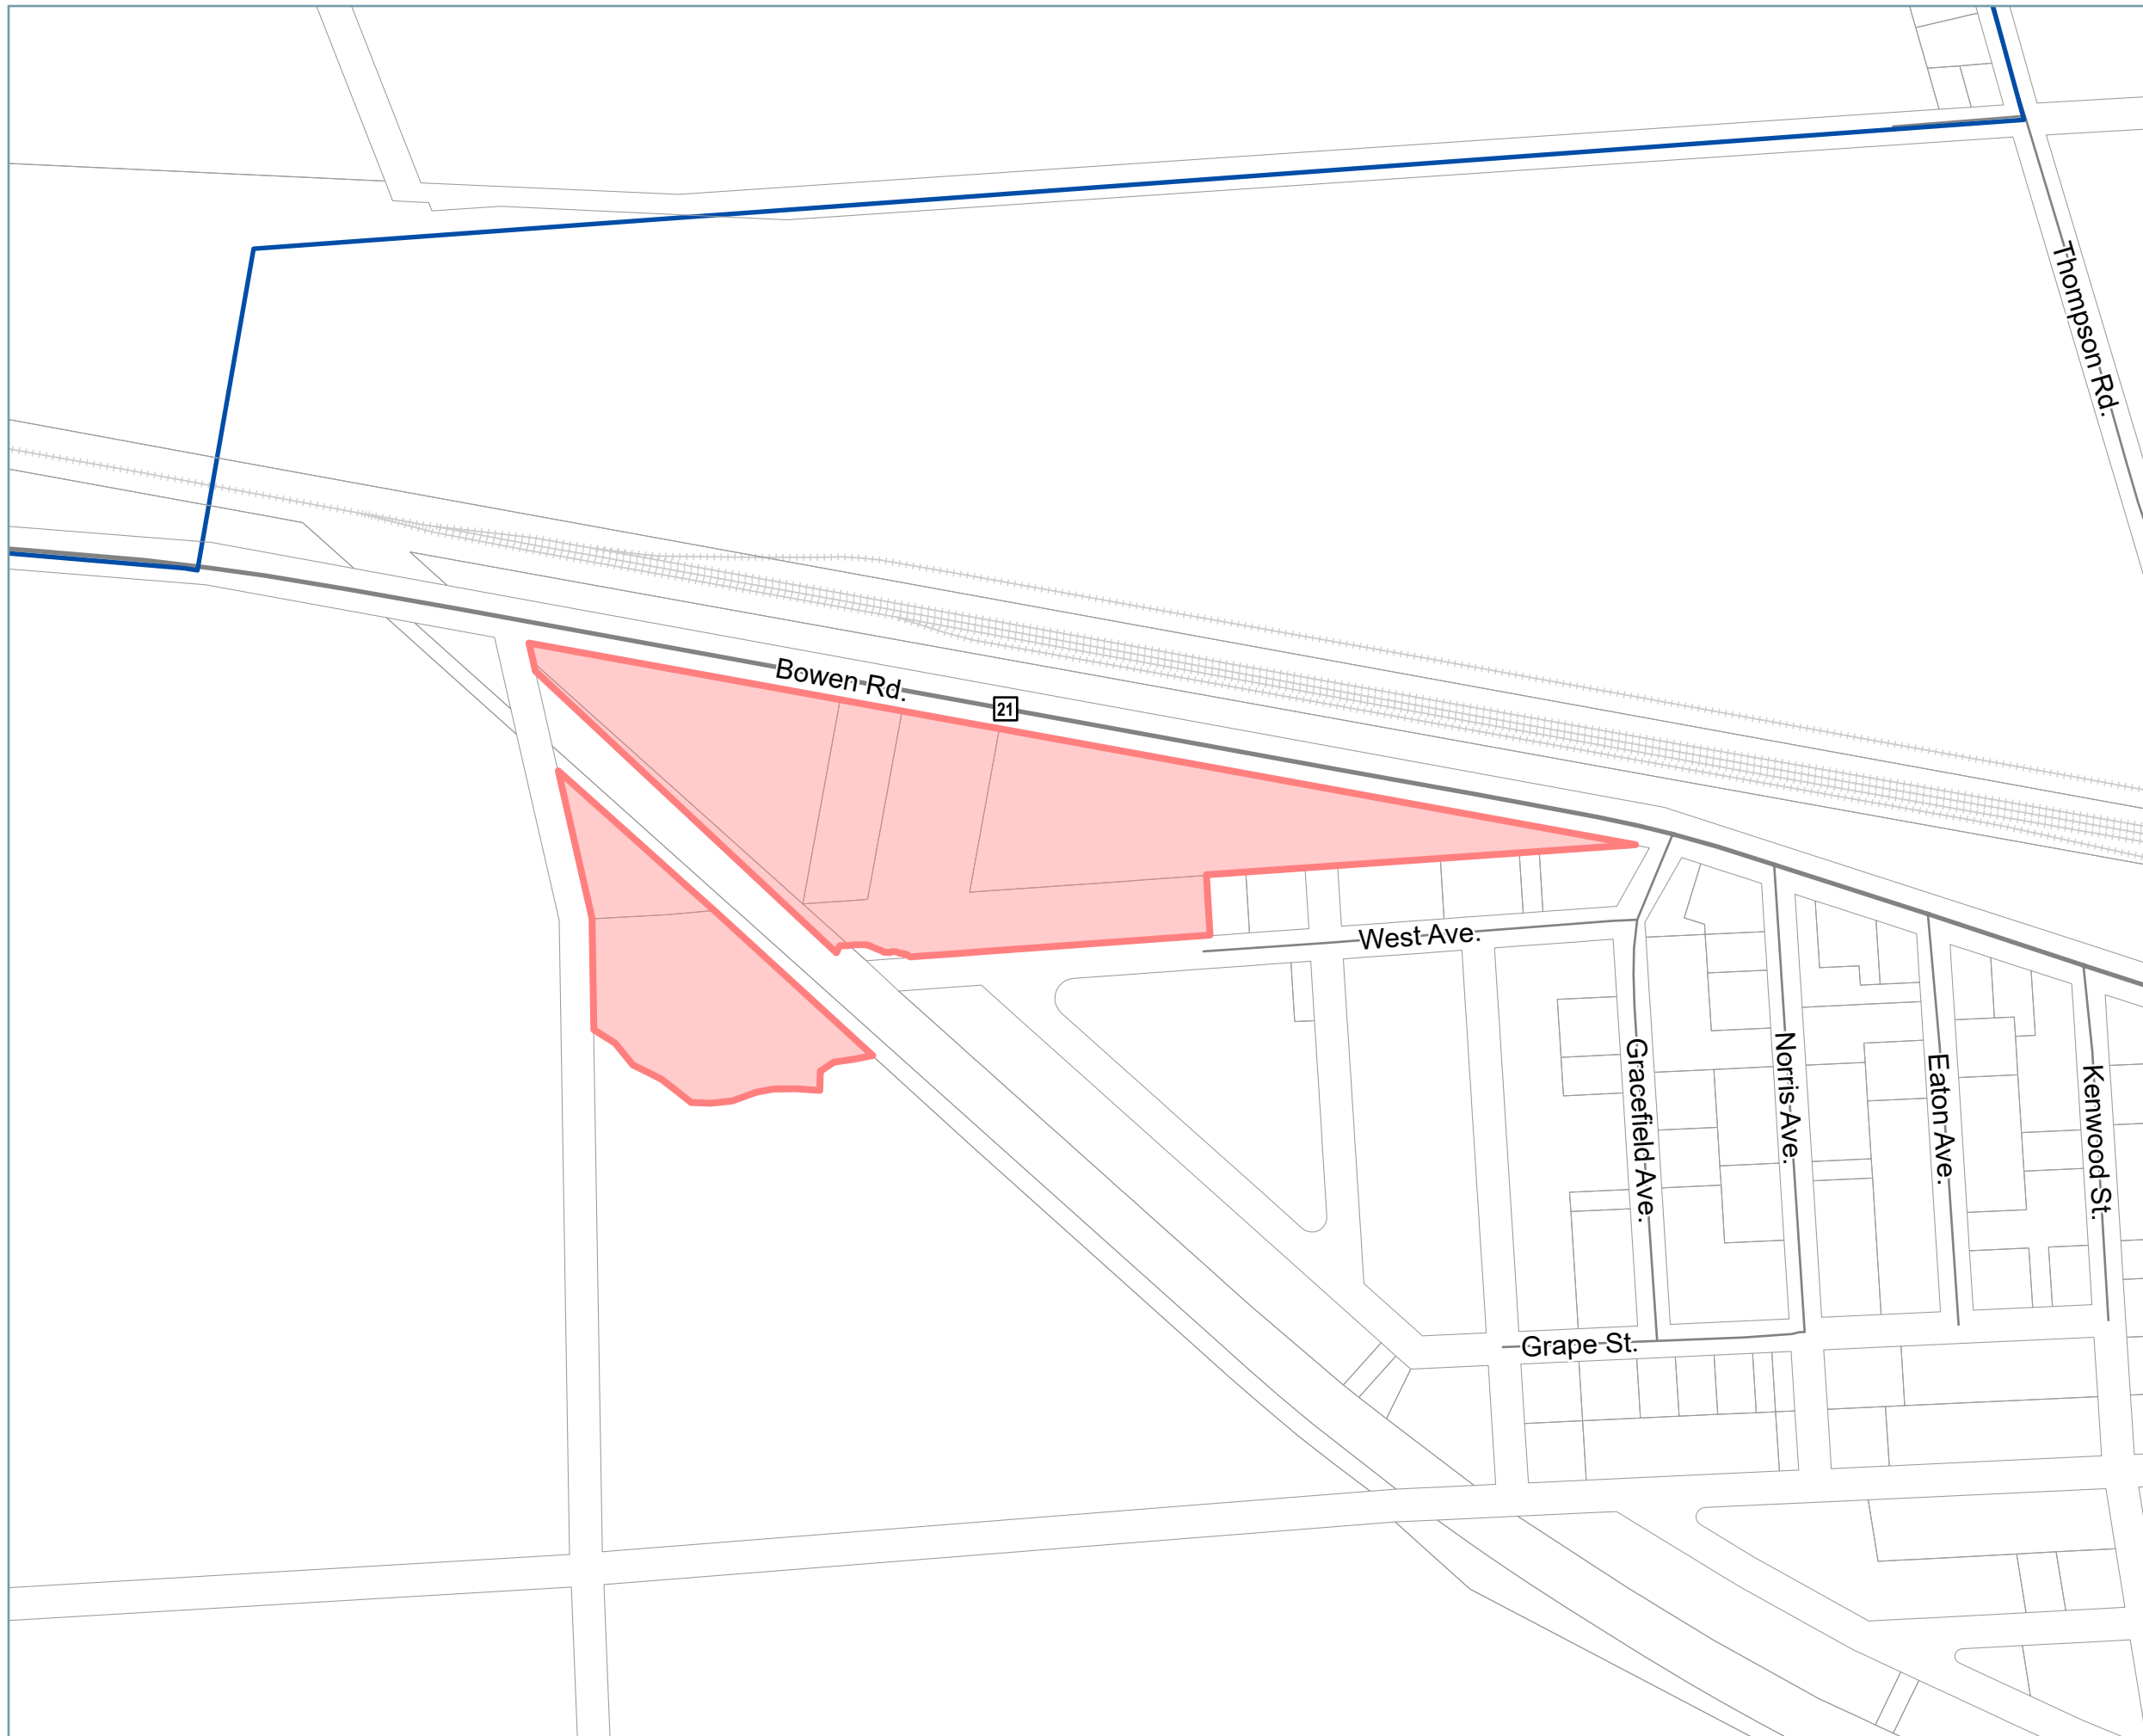 Thompson Rd.
Bowen Rd.
21
West Ave.
Gracefield Ave.
Norris Ave.
Eaton Ave.
Kenwood St.
Grape St.